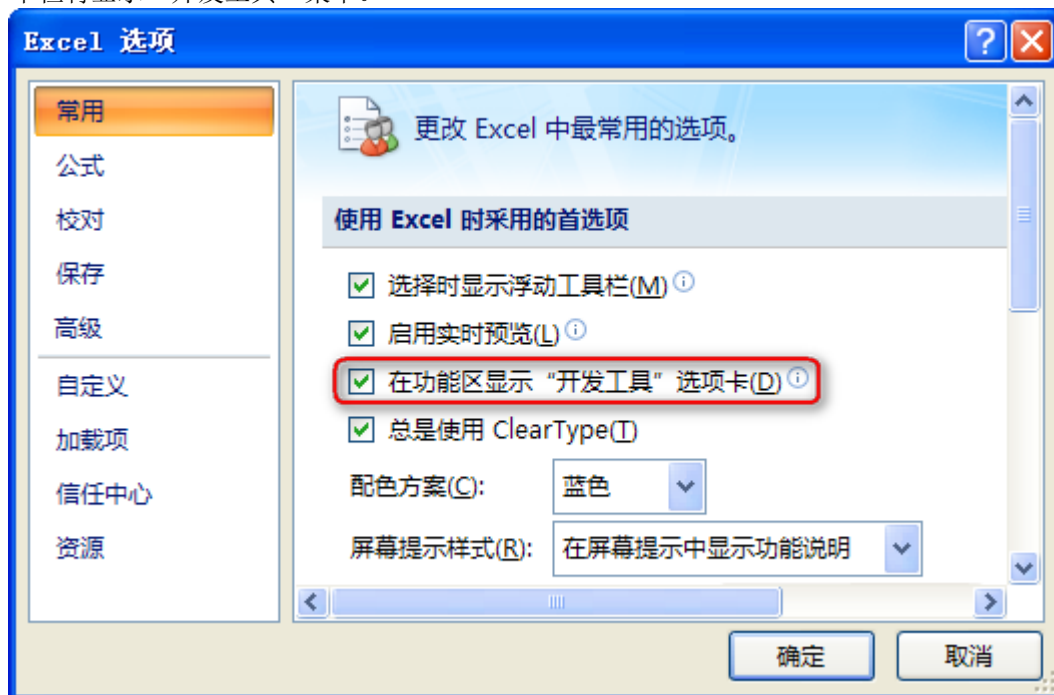 Excel 选项
常用
公式
校对
保存
高级
自定义
加载项
信任中心
资源
更改 Excel 中最常用的选项。
使用 Excel 时采用的首选项
选择时显示浮动工具栏(M)
启用实时预览(L)
在功能区显示“开发工具”选项卡(D)
总是使用 ClearType(T)
配色方案(C): 蓝色
屏幕提示样式(R): 在屏幕提示中显示功能说明
确定 取消